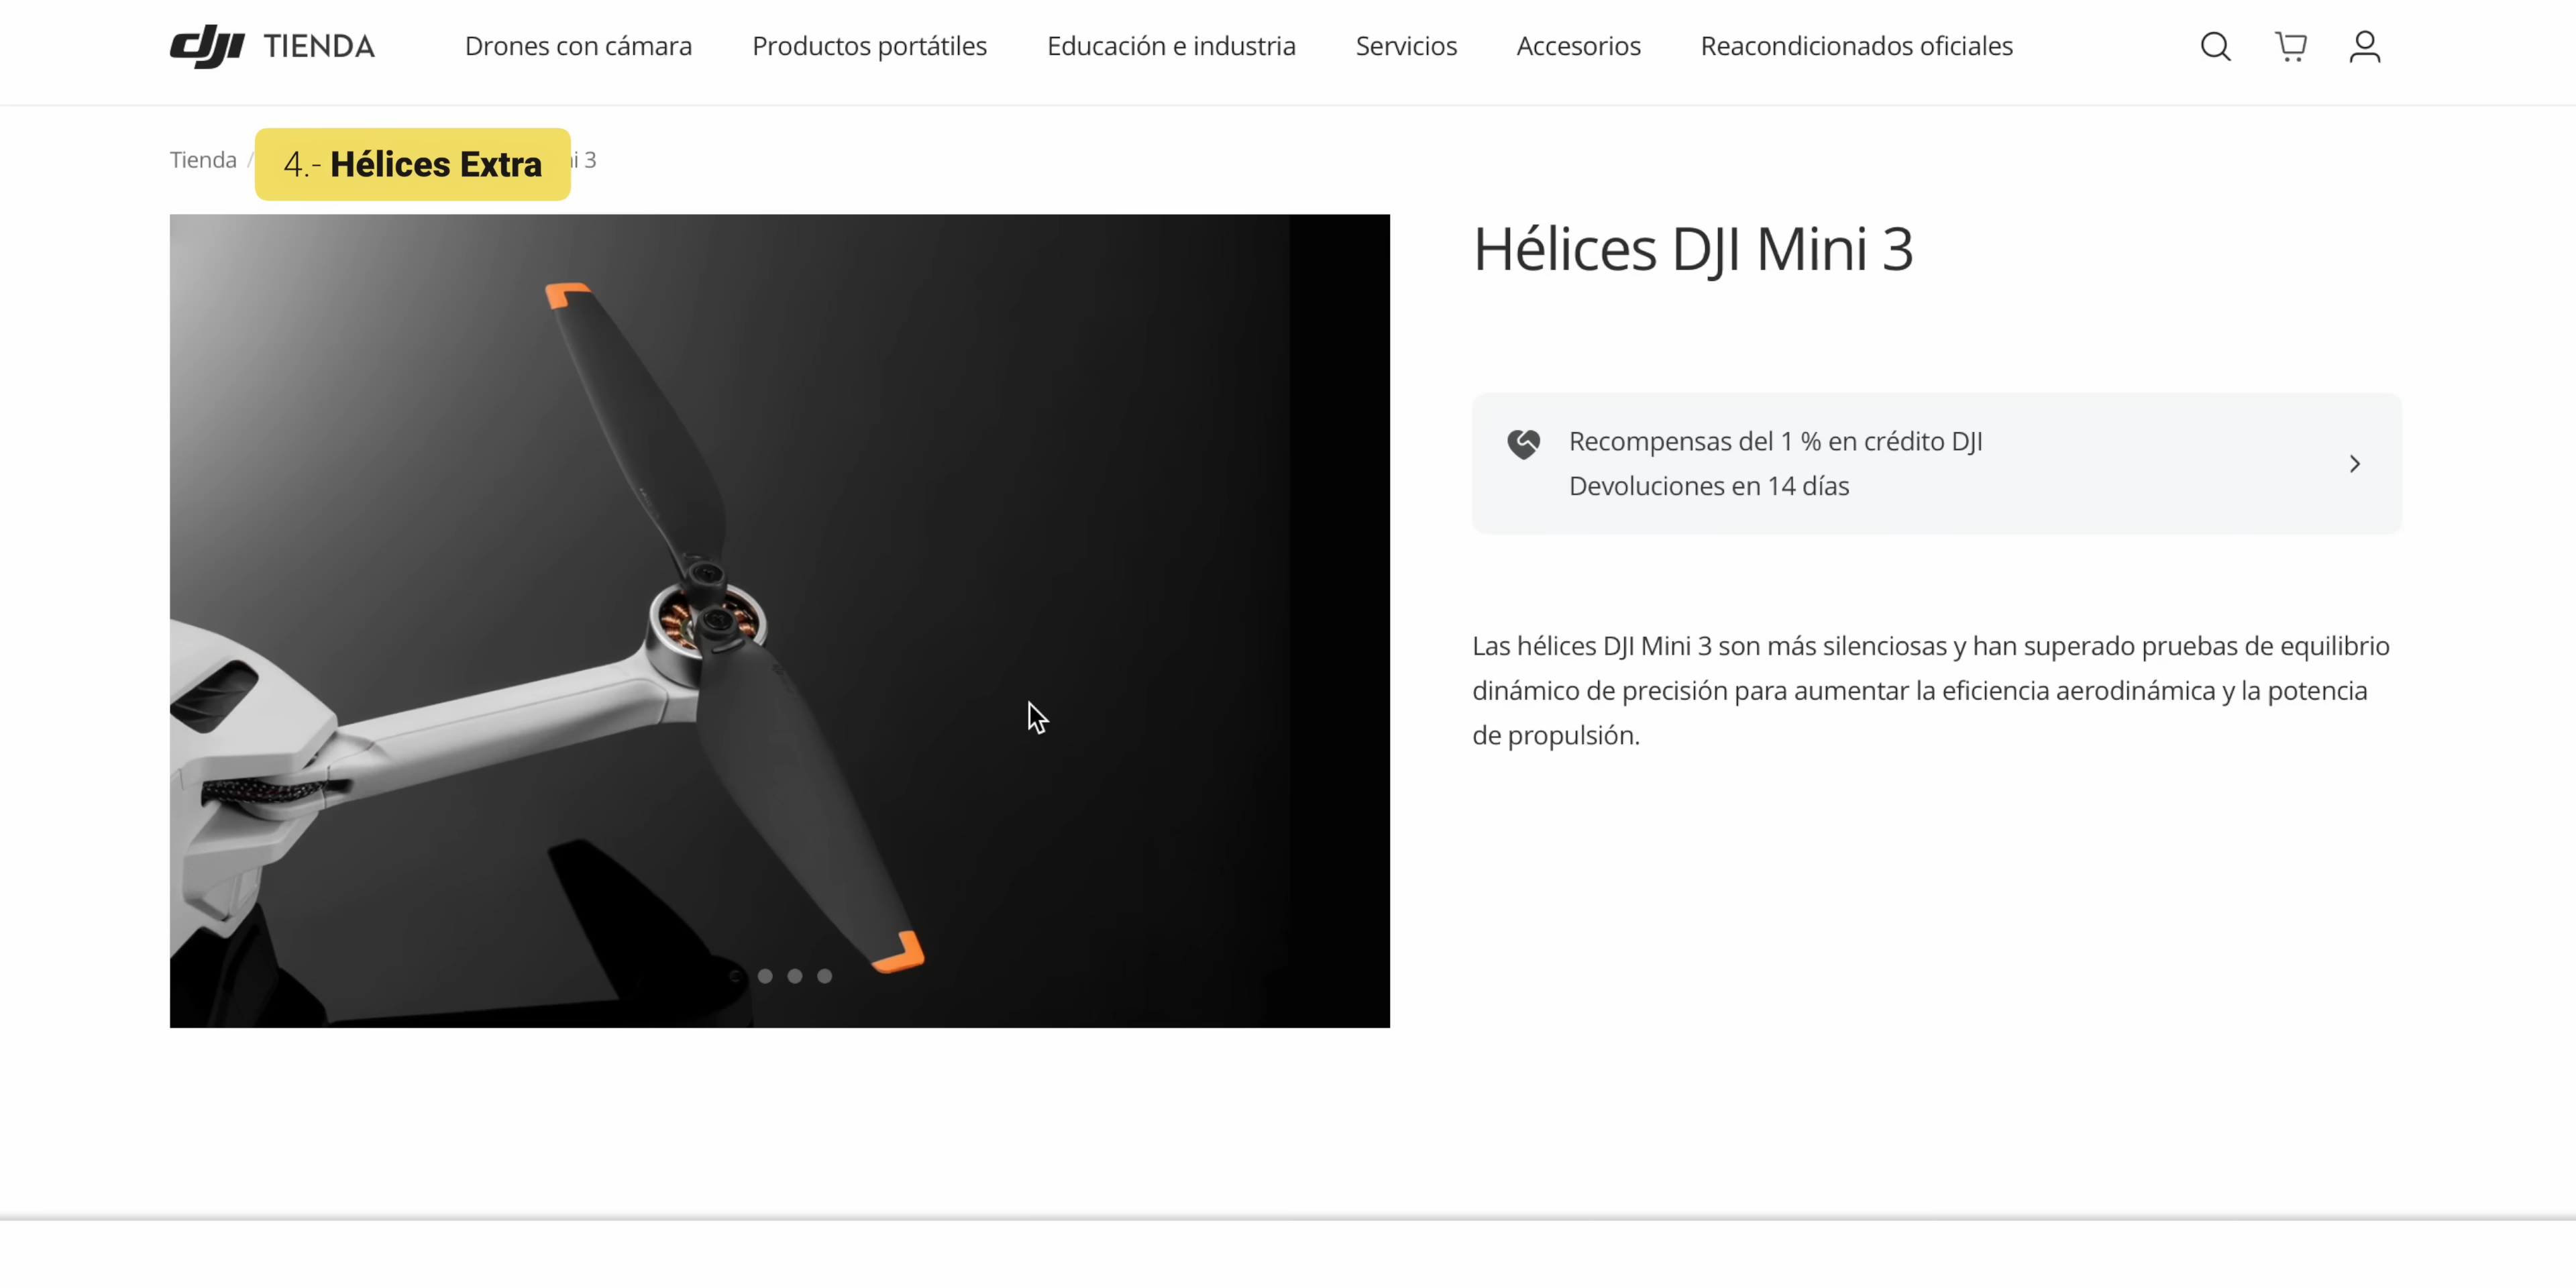 dji TIENDA
Drones con cámara
Productos portátiles
Educación e industria
Servicios
Accesorios
Reacondicionados oficiales
Tienda /
4.- Hélices Extra
3
Hélices DJI Mini 3
Recompensas del 1 % en crédito DJI
Devoluciones en 14 días
Las hélices DJI Mini 3 son más silenciosas y han superado pruebas de equilibrio
dinámico de precisión para aumentar la eficiencia aerodinámica y la potencia
de propulsión.